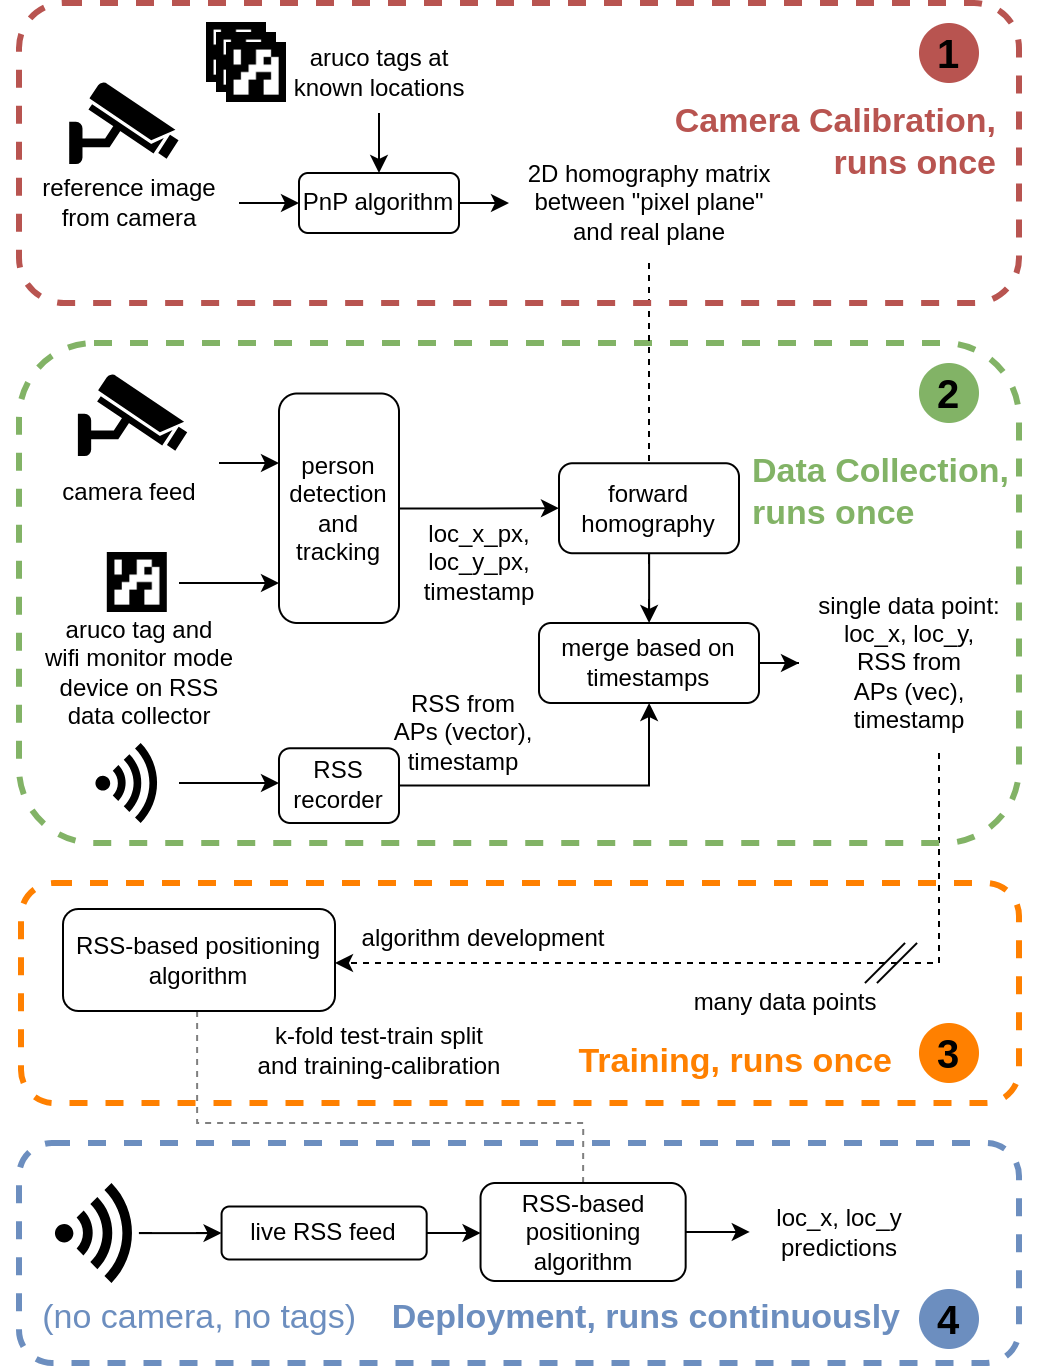 1
aruco tags at
known locations
Camera Calibration,
runs once
reference image
from camera
PnP algorithm
2D homography matrix
between "pixel plane"
and real plane
2
camera feed
person
detection
and
tracking
forward
homography
Data Collection,
runs once
loc_x_px,
loc_y_px,
timestamp
aruco tag and
wifi monitor mode
device on RSS
data collector
merge based on
timestamps
single data point:
loc_x, loc_y,
RSS from
APs (vec),
timestamp
RSS from
APs (vector),
timestamp
RSS
recorder
RSS-based positioning
algorithm
algorithm development
many data points
k-fold test-train split
and training-calibration
Training, runs once
3
live RSS feed
RSS-based
positioning
algorithm
loc_x, loc_y
predictions
(no camera, no tags)
Deployment, runs continuously
4